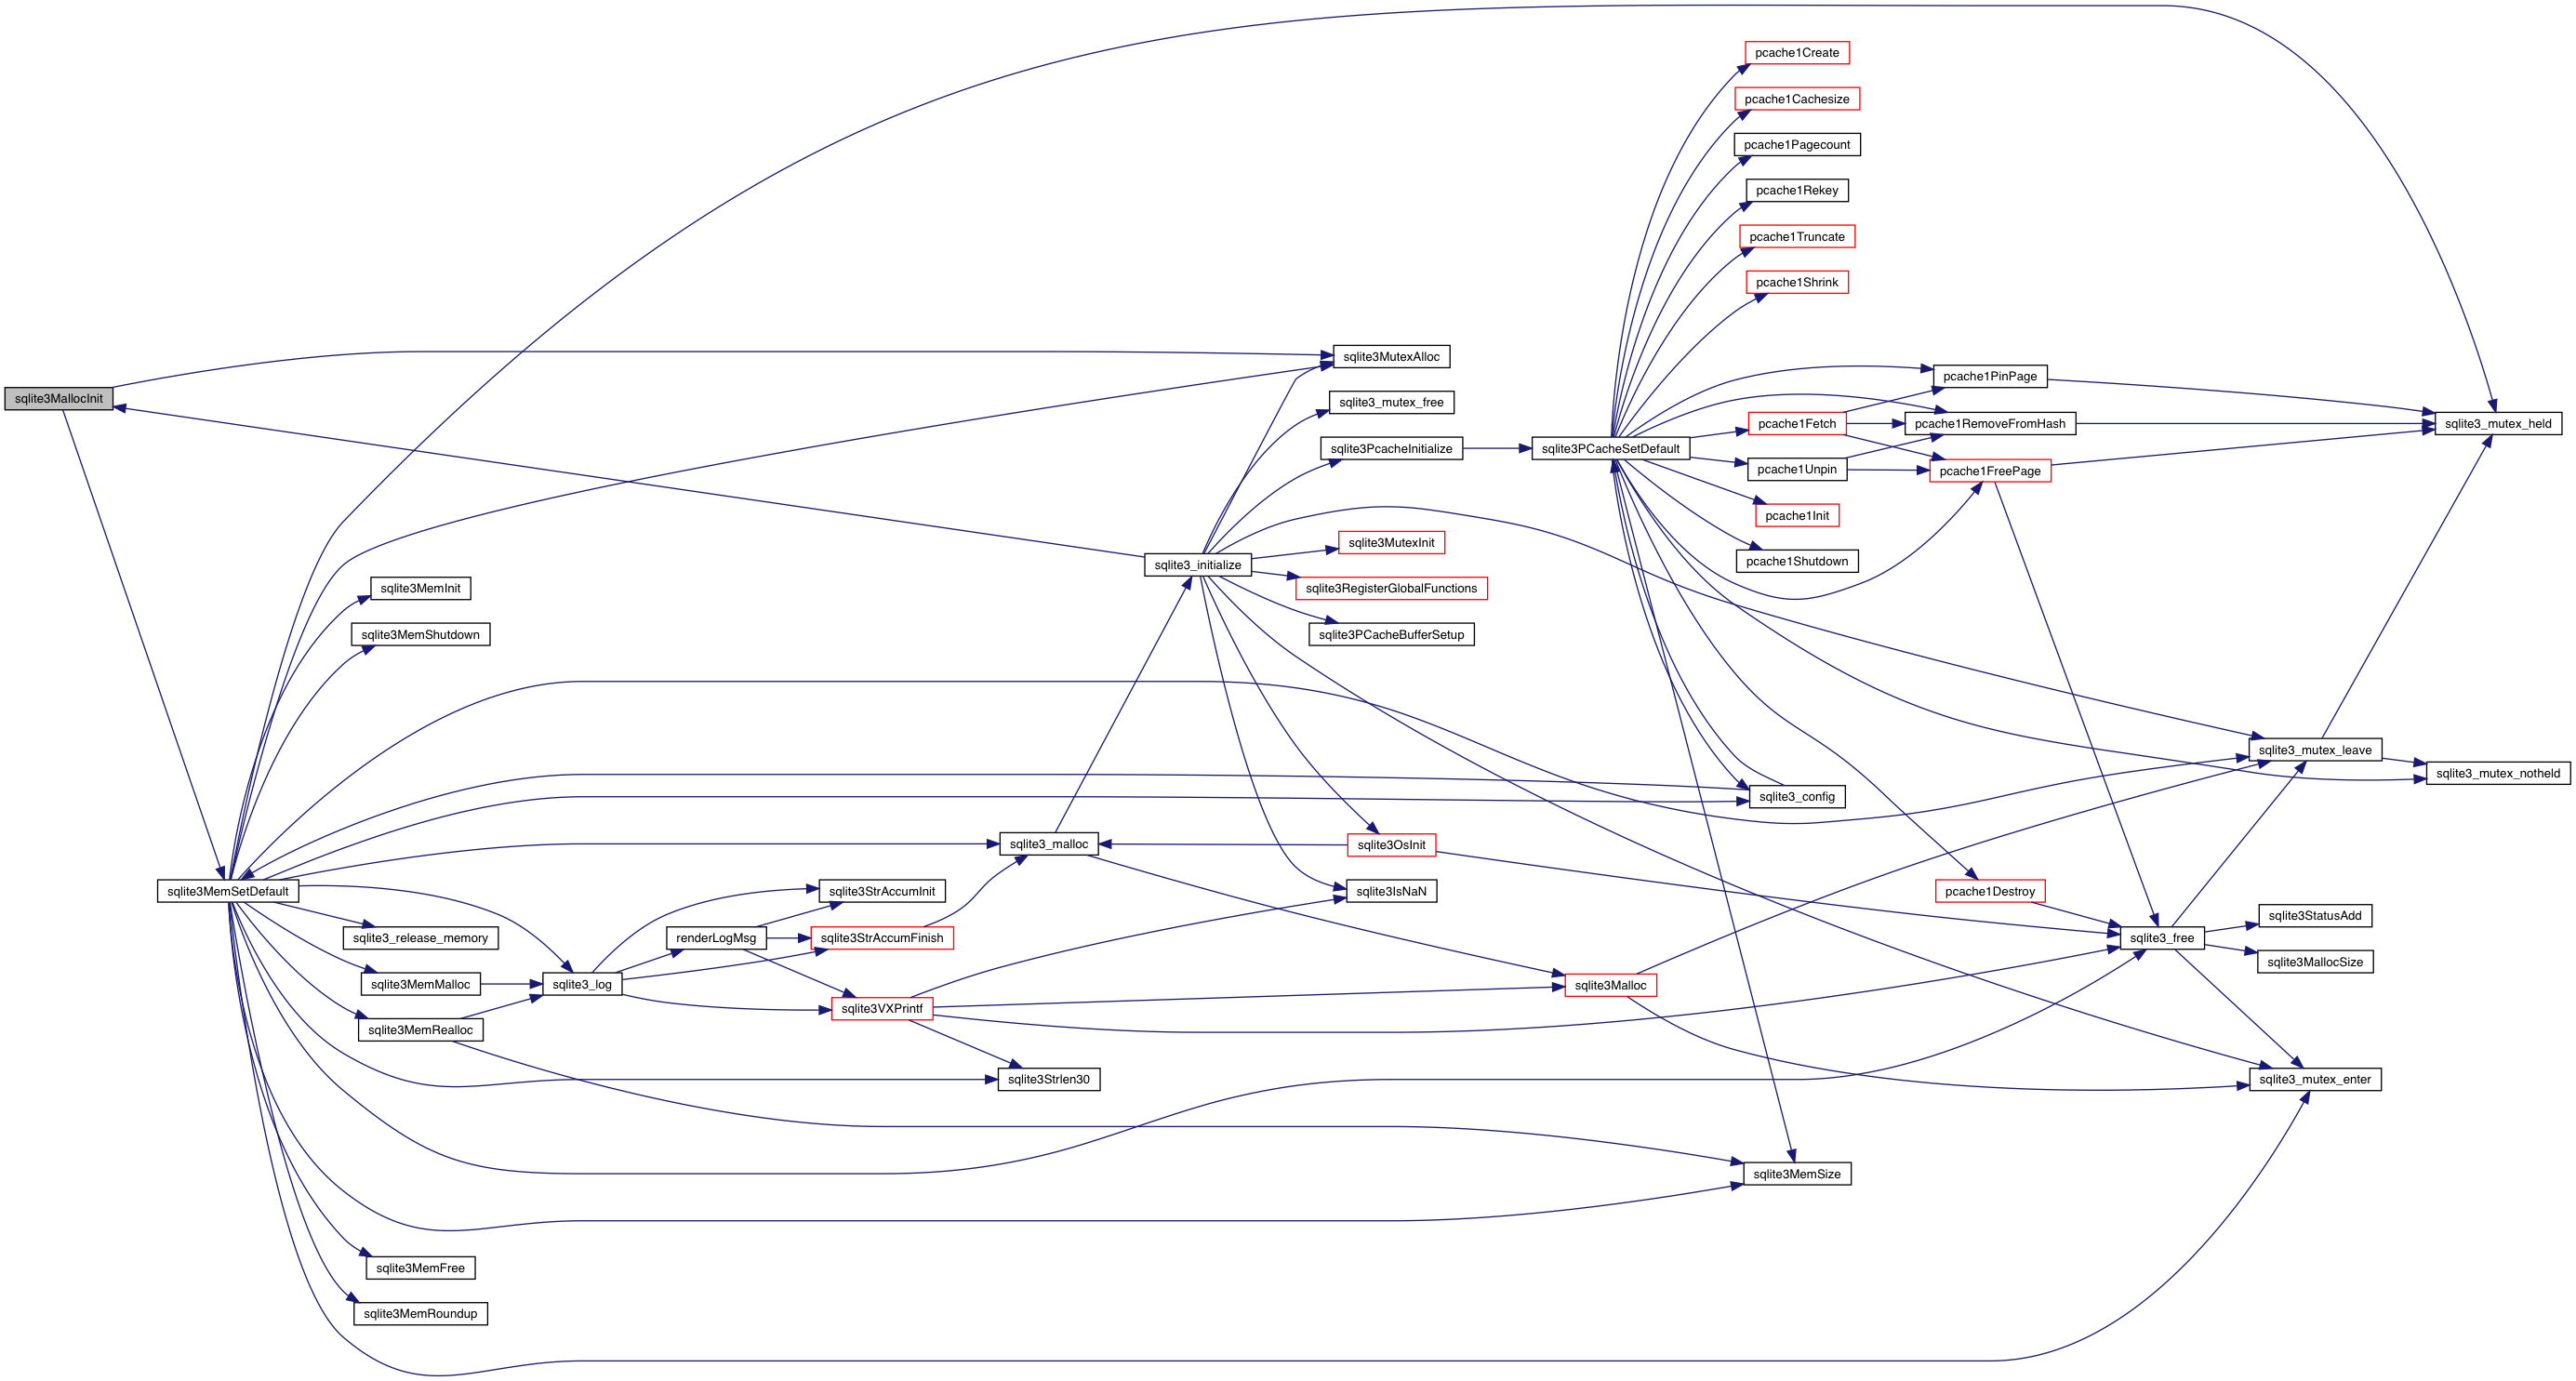 sqlite3MallocInit
sqlite3MemSetDefault
sqlite3MemInit
sqlite3MemShutdown
sqlite3_release_memory
sqlite3MemMalloc
sqlite3MemRealloc
sqlite3MemFree
sqlite3MemRoundup
sqlite3_log
renderLogMsg
sqlite3StrAccumInit
sqlite3StrAccumFinish
sqlite3VXPrintf
sqlite3_malloc
sqlite3Strlen30
sqlite3_initialize
sqlite3MutexAlloc
sqlite3_mutex_free
sqlite3PcacheInitialize
sqlite3MutexInit
sqlite3RegisterGlobalFunctions
sqlite3PCacheBufferSetup
sqlite3OsInit
sqlite3IsNaN
sqlite3PCacheSetDefault
sqlite3Malloc
pcache1Create
pcache1Cachesize
pcache1Pagecount
pcache1Rekey
pcache1Truncate
pcache1Shrink
pcache1Fetch
pcache1Unpin
pcache1Init
pcache1Shutdown
sqlite3_config
sqlite3MemSize
pcache1PinPage
pcache1RemoveFromHash
pcache1FreePage
pcache1Destroy
sqlite3_free
sqlite3_mutex_leave
sqlite3StatusAdd
sqlite3MallocSize
sqlite3_mutex_enter
sqlite3_mutex_held
sqlite3_mutex_notheld